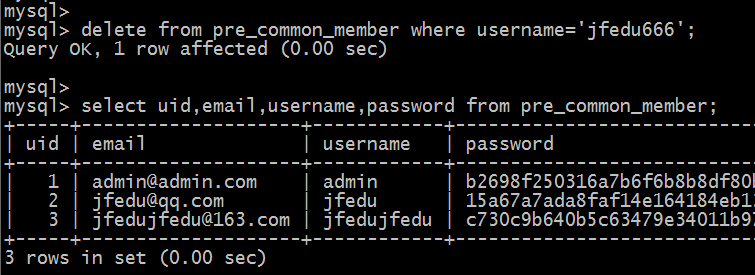 mysql>
mysql> delete from pre_common_member where username='jfedu666';
Query OK, 1 row affected (0.00 sec)
mysql>
mysql> select uid,email,username,password from pre_common_member;
+-----+--------------------+------------+---------------------------
| uid | email | username | password
+-----+--------------------+------------+---------------------------
| 1 | admin@admin.com | admin | b2698f250316a7b6f6b8b8df80
| 2 | jfedu@qq.com | jfedu | 15a67a7ada8faf14e164184eb1
| 3 | jfedujfedu@163.com | jfedujfedu | c730c9b640b5c63479e34011b9
+-----+--------------------+------------+---------------------------
3 rows in set (0.00 sec)